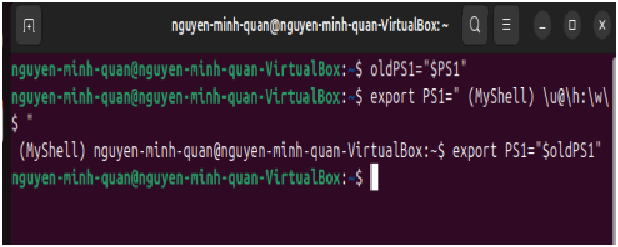 nguyen-minh-quan@nguyen-minh-quan-VirtualBox: ~
nguyen-minh-quan@nguyen-minh-quan-VirtualBox:~$ oldPS1="$PS1"
nguyen-minh-quan@nguyen-minh-quan-VirtualBox:~$ export PS1=" (MyShell) \u@\h:\w\
$ "
(MyShell) nguyen-minh-quan@nguyen-minh-quan-VirtualBox:~$ export PS1="$oldPS1"
nguyen-minh-quan@nguyen-minh-quan-VirtualBox:~$